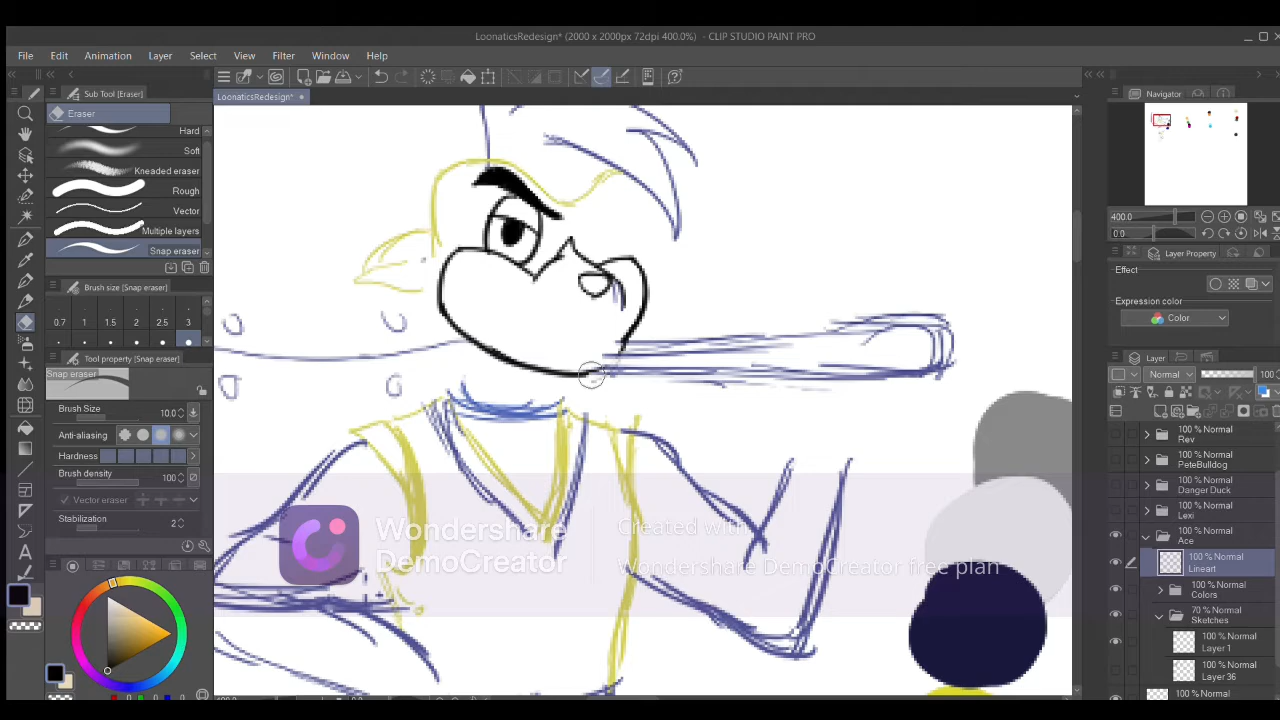 LoonaticsRedesign* (2000 x 2000px 72dpi 400.0%) - CLIP STUDIO PAINT PRO
File Edit Animation Layer Select View Filter Window Help
Sub Tool [Eraser]
LoonaticsRedesign*
Navigator
Eraser
Hard
Soft
Kneaded eraser
Rough
Vector
Multiple layers
Snap eraser
Brush size [Snap eraser]
0.7 1 1.5 2 2.5 3
Tool property [Snap eraser]
Snap eraser
Brush Size 10.0
Anti-aliasing
Hardness
Brush density 100
Vector eraser
Stabilization 2
400.0
0.0
Layer Property
Effect
Expression color
Color
Layer
Normal 100
100 % Normal
Rev
100 % Normal
PeteBulldog
100 % Normal
Danger Duck
100 % Normal
Lexi
100 % Normal
Ace
100 % Normal
Lineart
100 % Normal
Colors
70 % Normal
Sketches
100 % Normal
Layer 1
100 % Normal
Layer 36
100 % Normal
Wondershare
DemoCreator
Created with
Wondershare DemoCreator free plan